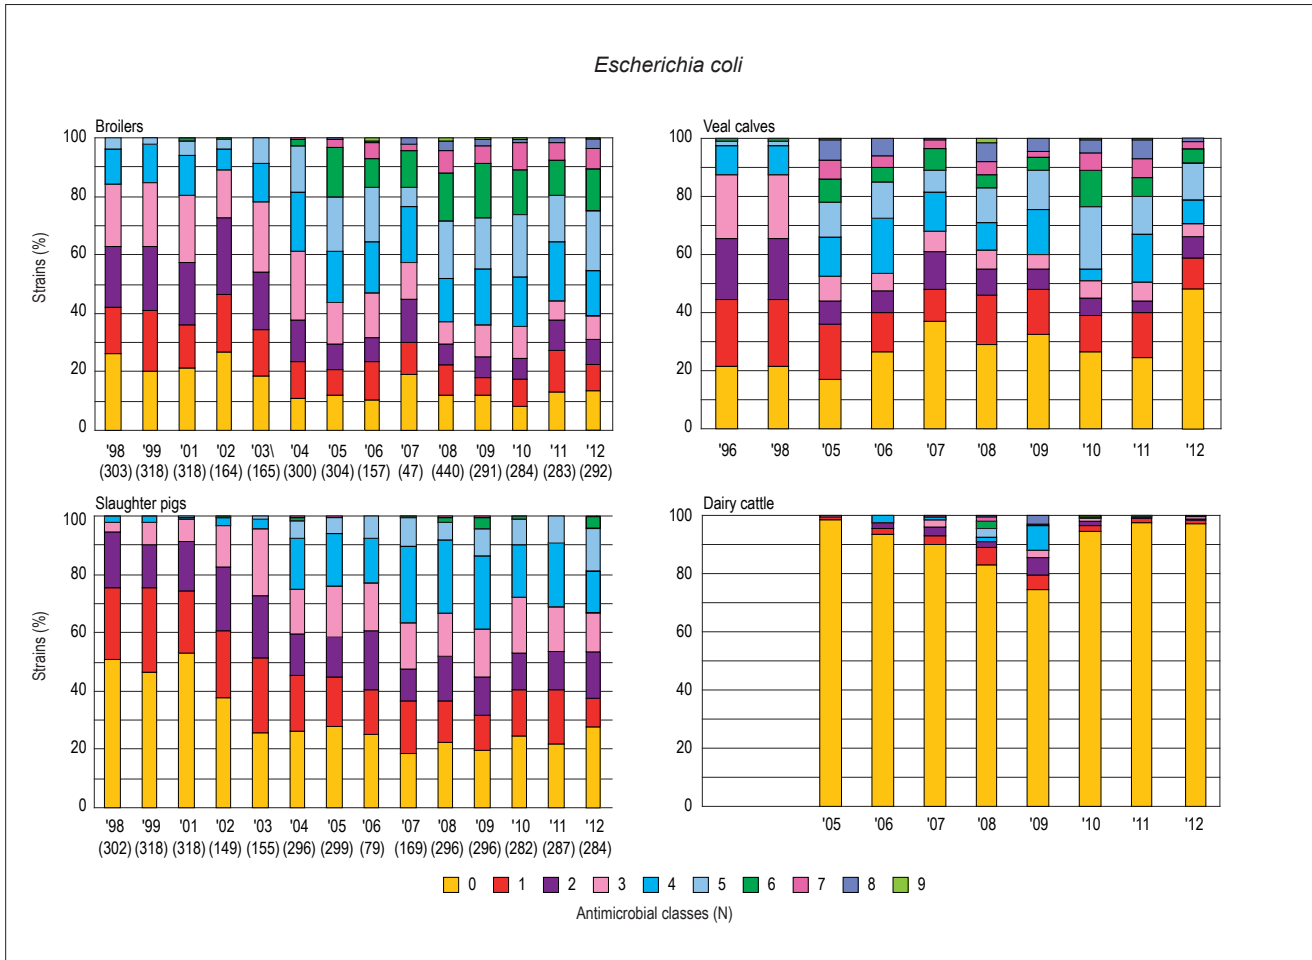 Escherichia coli
Broilers
100
80
60
40
20
0
Strains (%)
'98 '99 '01 '02 '03\ '04 '05 '06 '07 '08 '09 '10 '11 '12
(303) (318) (318) (164) (165) (300) (304) (157) (47) (440) (291) (284) (283) (292)
Veal calves
100
80
60
40
20
0
'96 '98 '05 '06 '07 '08 '09 '10 '11 '12
Slaughter pigs
100
80
60
40
20
0
Strains (%)
'98 '99 '01 '02 '03 '04 '05 '06 '07 '08 '09 '10 '11 '12
(302) (318) (318) (149) (155) (296) (299) (79) (169) (296) (296) (282) (287) (284)
Dairy cattle
100
80
60
40
20
0
'05 '06 '07 '08 '09 '10 '11 '12
0 1 2 3 4 5 6 7 8 9
Antimicrobial classes (N)